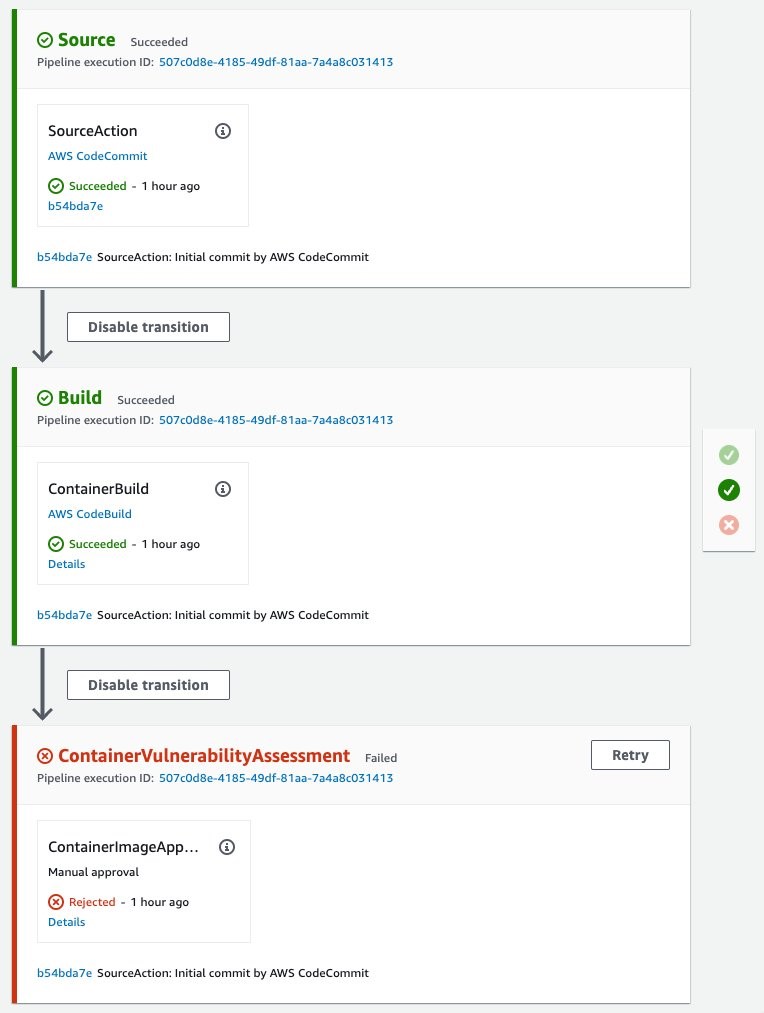 Source Succeeded
Pipeline execution ID: 507c0d8e-4185-49df-81aa-7a4a8c031413
SourceAction
AWS CodeCommit
Succeeded - 1 hour ago
b54bda7e
b54bda7e SourceAction: Initial commit by AWS CodeCommit
Disable transition
Build Succeeded
Pipeline execution ID: 507c0d8e-4185-49df-81aa-7a4a8c031413
ContainerBuild
AWS CodeBuild
Succeeded - 1 hour ago
Details
b54bda7e SourceAction: Initial commit by AWS CodeCommit
Disable transition
ContainerVulnerabilityAssessment Failed
Retry
Pipeline execution ID: 507c0d8e-4185-49df-81aa-7a4a8c031413
ContainerImageApp...
Manual approval
Rejected - 1 hour ago
Details
b54bda7e SourceAction: Initial commit by AWS CodeCommit